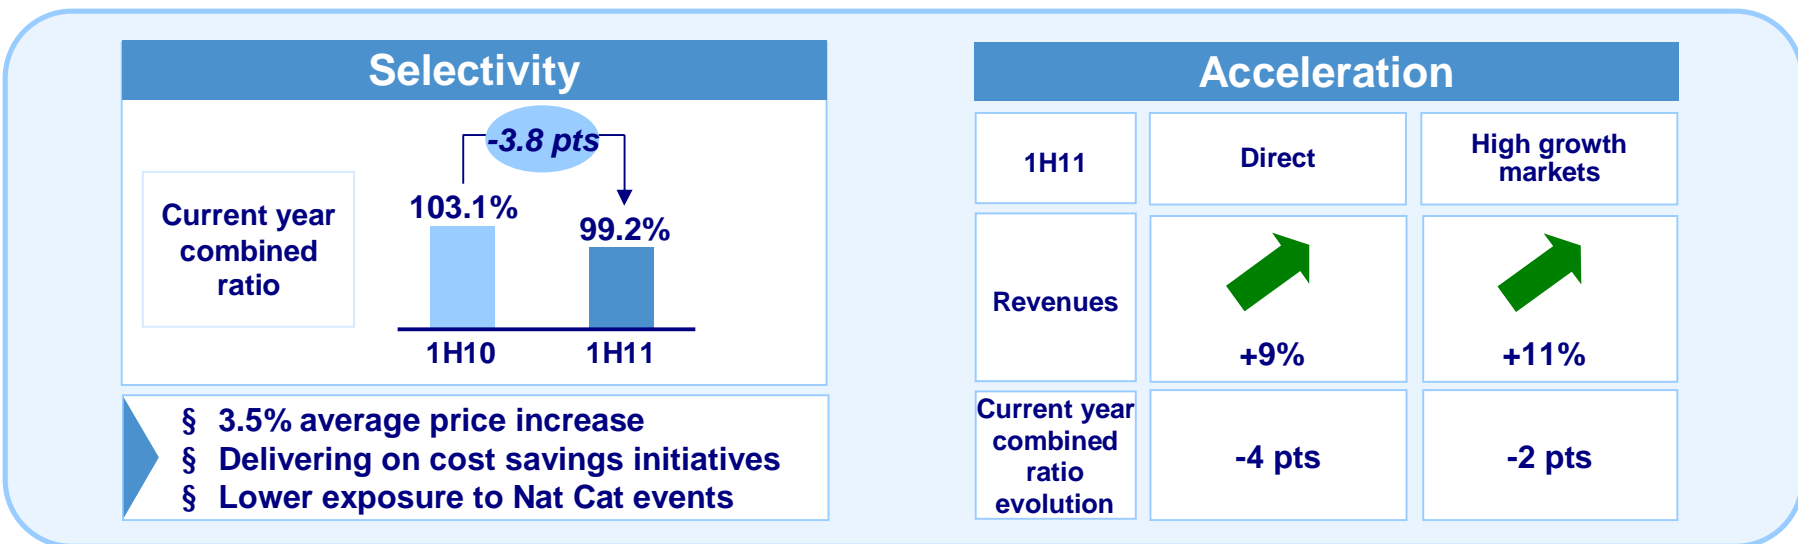 Selectivity
-3.8 pts
Current year
combined
ratio
103.1%
99.2%
1H10
1H11
§ 3.5% average price increase
§ Delivering on cost savings initiatives
§ Lower exposure to Nat Cat events
Acceleration
1H11
Direct
High growth
markets
Revenues
+9%
+11%
Current year
combined
ratio
evolution
-4 pts
-2 pts